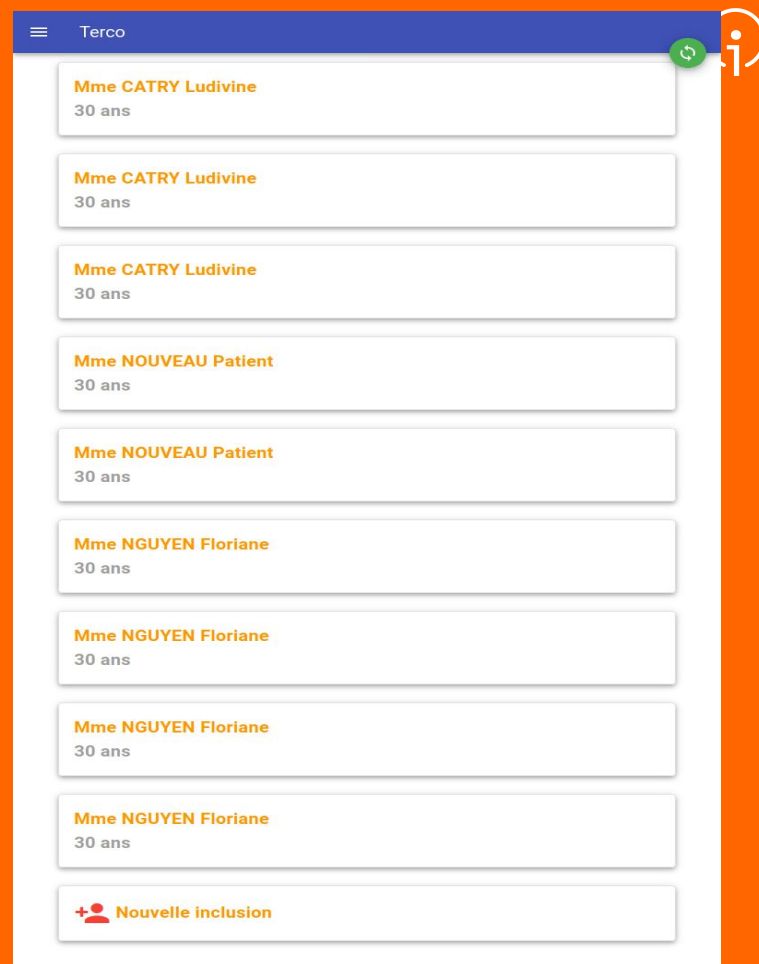 Terco
Mme CATRY Ludivine
30 ans
Mme CATRY Ludivine
30 ans
Mme CATRY Ludivine
30 ans
Mme NOUVEAU Patient
30 ans
Mme NOUVEAU Patient
30 ans
Mme NGUYEN Floriane
30 ans
Mme NGUYEN Floriane
30 ans
Mme NGUYEN Floriane
30 ans
Mme NGUYEN Floriane
30 ans
Nouvelle inclusion